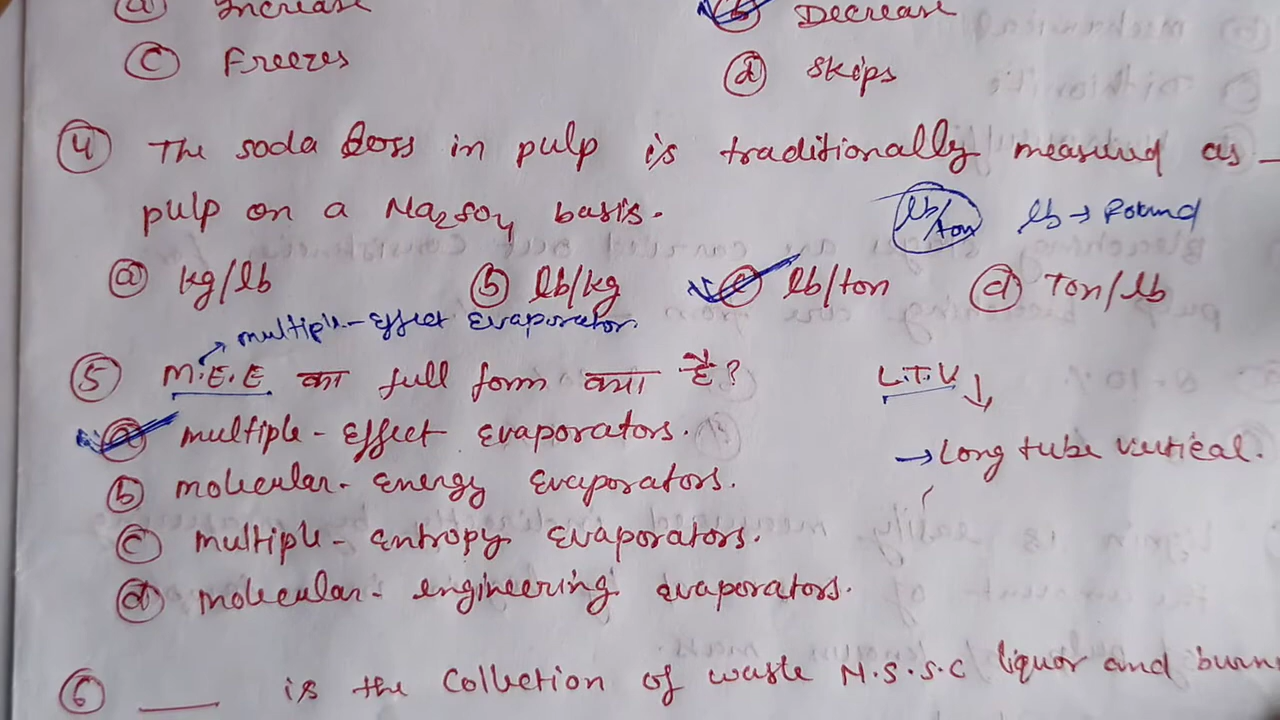 (a) Increase (b) Decrease
(c) Freezes (d) Skips
(4) The soda loss in pulp is traditionally measured as _
pulp on a Na2SO4 basis. lb/ton lb → Pound
(a) kg/lb (b) lb/kg (c) lb/ton (d) Ton/lb
→ multiple-Effect Evaporator.
(5) M.E.E का full form क्या है? L.T.V ↓
(a) multiple-Effect Evaporators.
→ Long tube vertical.
(b) molecular-Energy Evaporators.
(c) multiple-entropy Evaporators.
(d) molecular-engineering evaporators.
(6) ____ is the collection of waste N.S.S.C liquor and burn